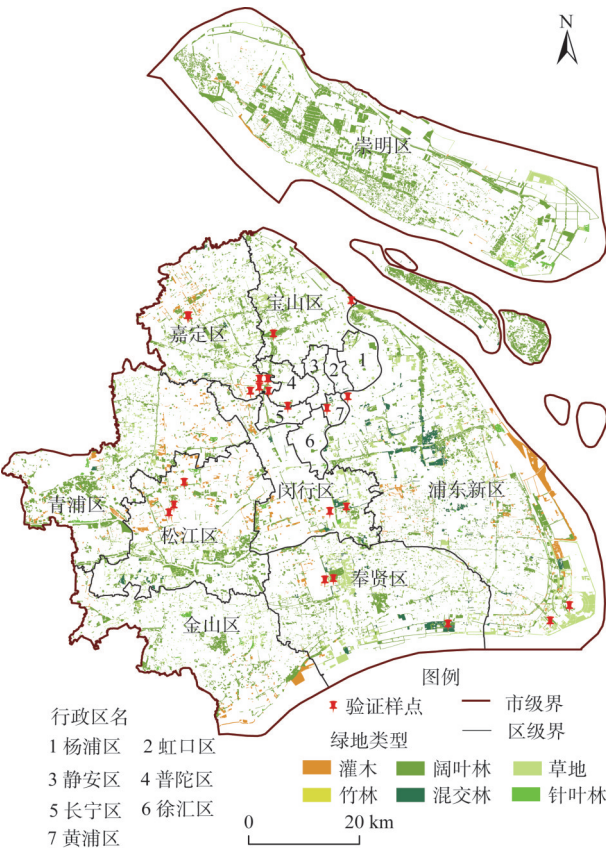 N
崇明区
宝山区
嘉定区
1
2
3
4
5
7
6
青浦区
闵行区
浦东新区
松江区
奉贤区
金山区
图例
验证样点
市级界
区级界
行政区名
1 杨浦区 2 虹口区
3 静安区 4 普陀区
5 长宁区 6 徐汇区
7 黄浦区
绿地类型
灌木 阔叶林 草地
竹林 混交林 针叶林
0 20 km